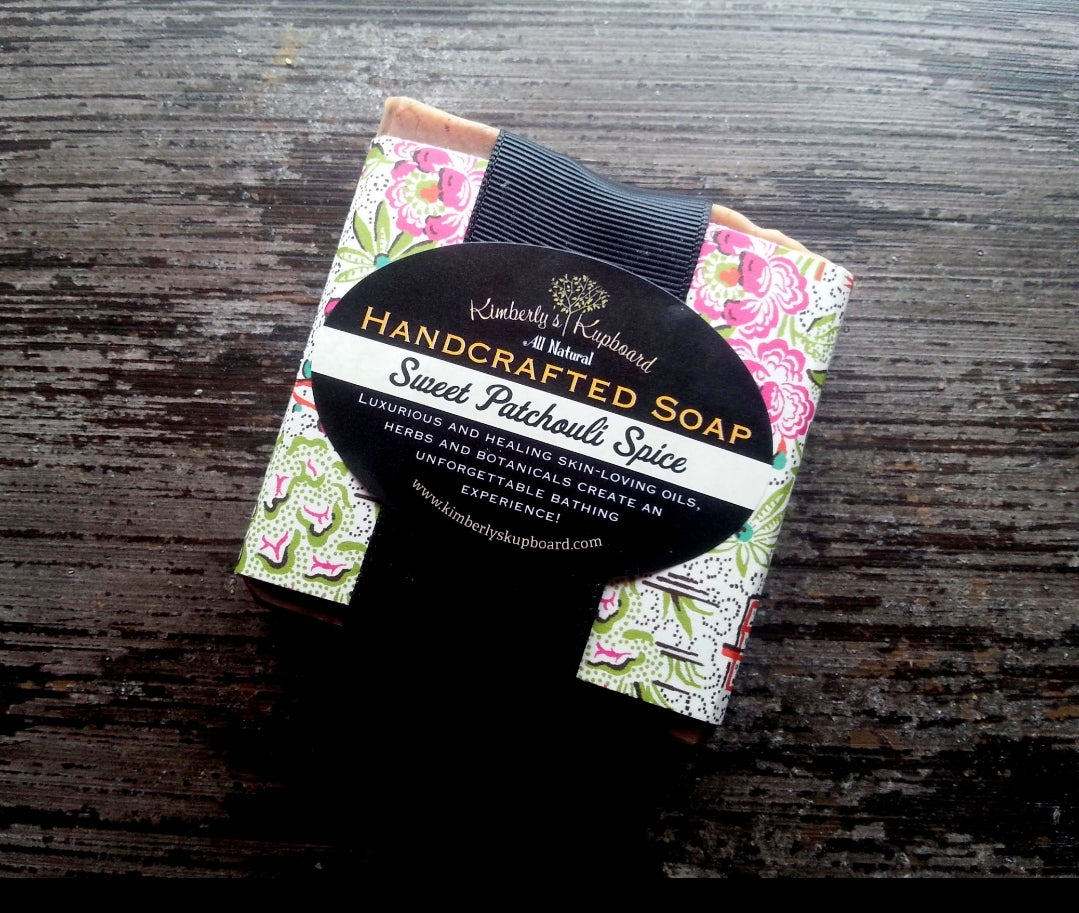 Kimberly's Kupboard
All Natural
HANDCRAFTED SOAP
Sweet Patchouli Spice
LUXURIOUS AND HEALING SKIN-LOVING OILS,
HERBS AND BOTANICALS CREATE AN
UNFORGETTABLE BATHING
EXPERIENCE!
www.kimberlyskupboard.com